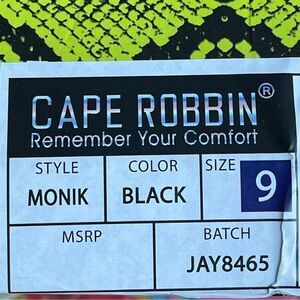 CAPE ROBBIN®
Remember Your Comfort
STYLE COLOR SIZE 9
MONIK BLACK
MSRP BATCH
JAY8465